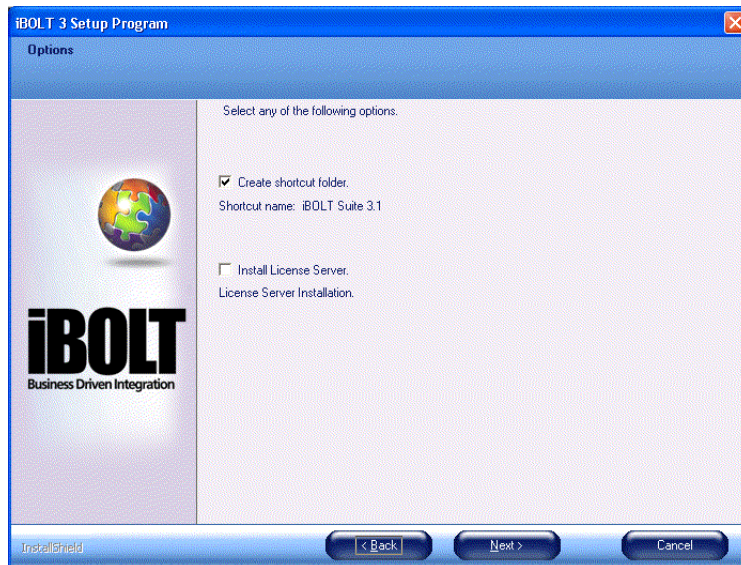 iBOLT 3 Setup Program
Options
Select any of the following options.
Create shortcut folder.
Shortcut name: iBOLT Suite 3.1
Install License Server.
License Server Installation.
iBOLT
Business Driven Integration
InstallShield
< Back
Next >
Cancel